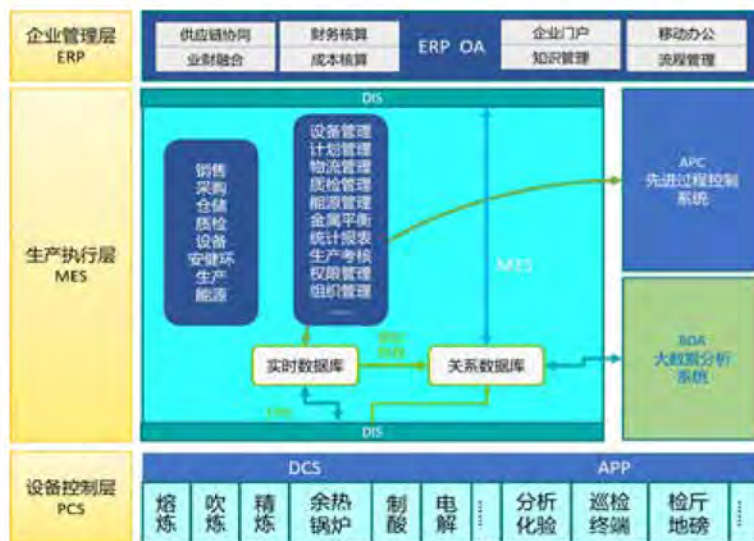 企业管理层
ERP
供应链协同
财务核算
ERP OA
企业门户
移动办公
业财融合
成本核算
知识管理
流程管理
生产执行层
MES
DIS
销售
采购
仓储
质检
设备
安健环
生产
能源
设备管理
计划管理
物流管理
质检管理
能源管理
金属平衡
统计报表
生产考核
权限管理
组织管理
……
MES
实时数据库
关系数据库
DIS
APC
先进过程控制
系统
BDA
大数据分析
系统
设备控制层
PCS
DCS
APP
熔炼
吹炼
精炼
余热
锅炉
制酸
电解
……
分析
化验
巡检
终端
检斤
地磅
……